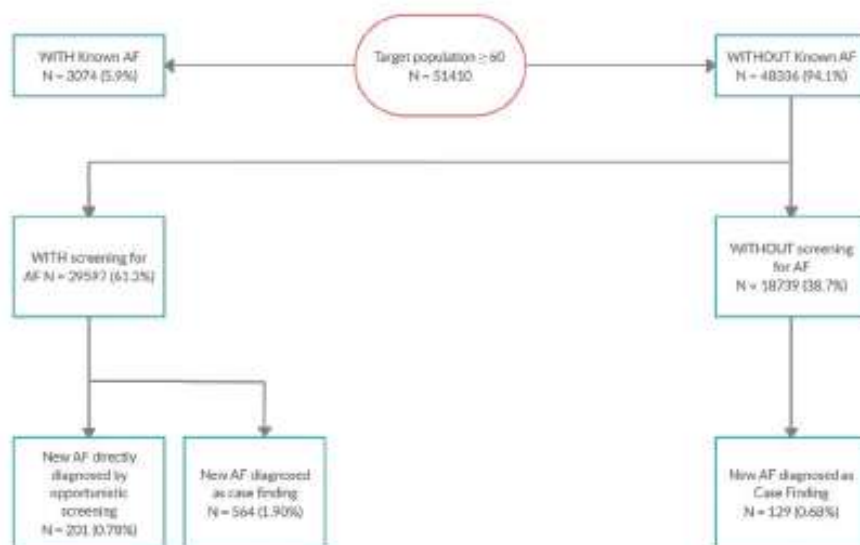 WITH Known AF
N = 3074 (5.9%)
Target population ≥ 60
N = 51410
WITHOUT Known AF
N = 48336 (94.1%)
WITH screening for
AF N = 29597 (61.2%)
WITHOUT screening
for AF
N = 18739 (38.7%)
New AF directly
diagnosed by
opportunistic
screening
N = 201 (0.78%)
New AF diagnosed
as case finding
N = 564 (1.90%)
New AF diagnosed as
Case Finding
N = 129 (0.68%)